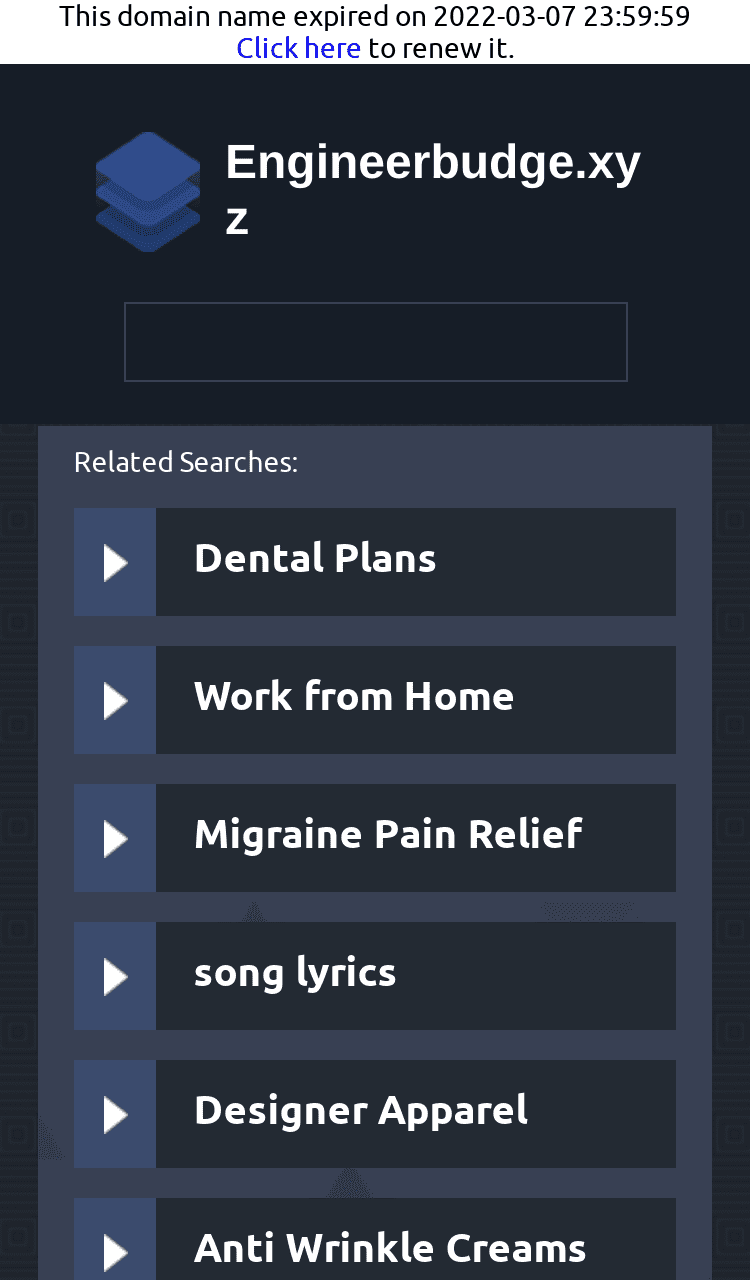 This domain name expired on 2022-03-07 23:59:59
Click here to renew it.
Engineerbudge.xy
z
Related Searches:
Dental Plans
Work from Home
Migraine Pain Relief
song lyrics
Designer Apparel
Anti Wrinkle Creams